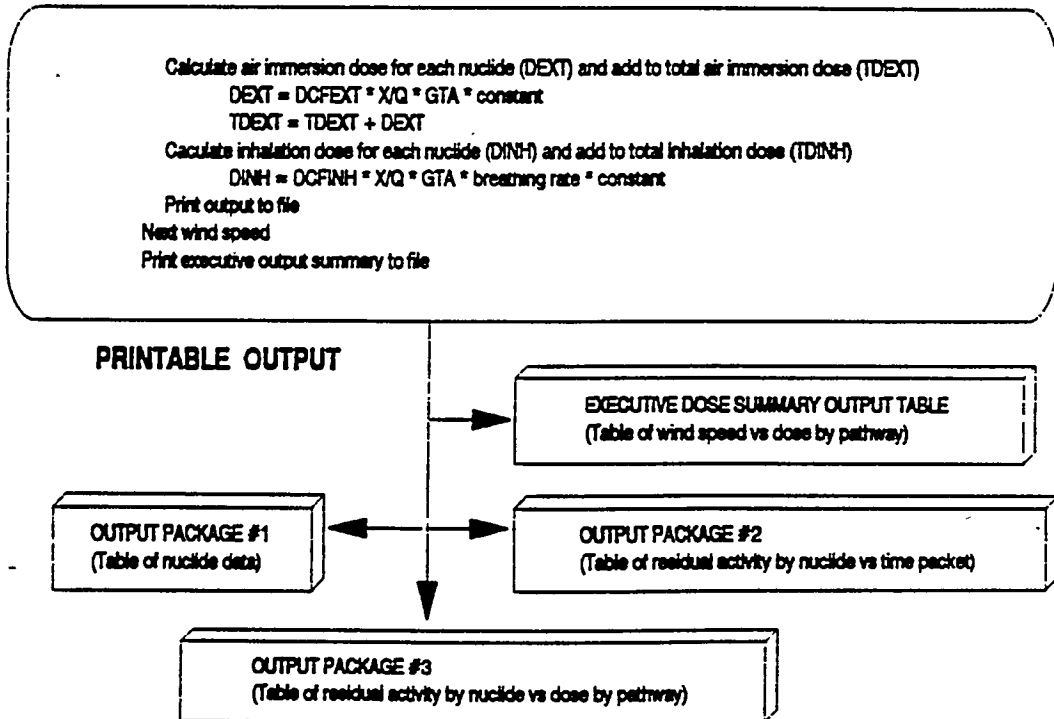 Calculate air immersion dose for each nuclide (DEXT) and add to total air immersion dose (TDEXT)
DEXT = DCFEXT * X/Q * GTA * constant
TDEXT = TDEXT + DEXT
Caculate inhalation dose for each nuclide (DINH) and add to total inhalation dose (TDINH)
DINH = DCFINH * X/Q * GTA * breathing rate * constant
Print output to file
Next wind speed
Print executive output summary to file
PRINTABLE OUTPUT
EXECUTIVE DOSE SUMMARY OUTPUT TABLE
(Table of wind speed vs dose by pathway)
OUTPUT PACKAGE #1
(Table of nuclide data)
OUTPUT PACKAGE #2
(Table of residual activity by nuclide vs time packet)
OUTPUT PACKAGE #3
(Table of residual activity by nuclide vs dose by pathway)